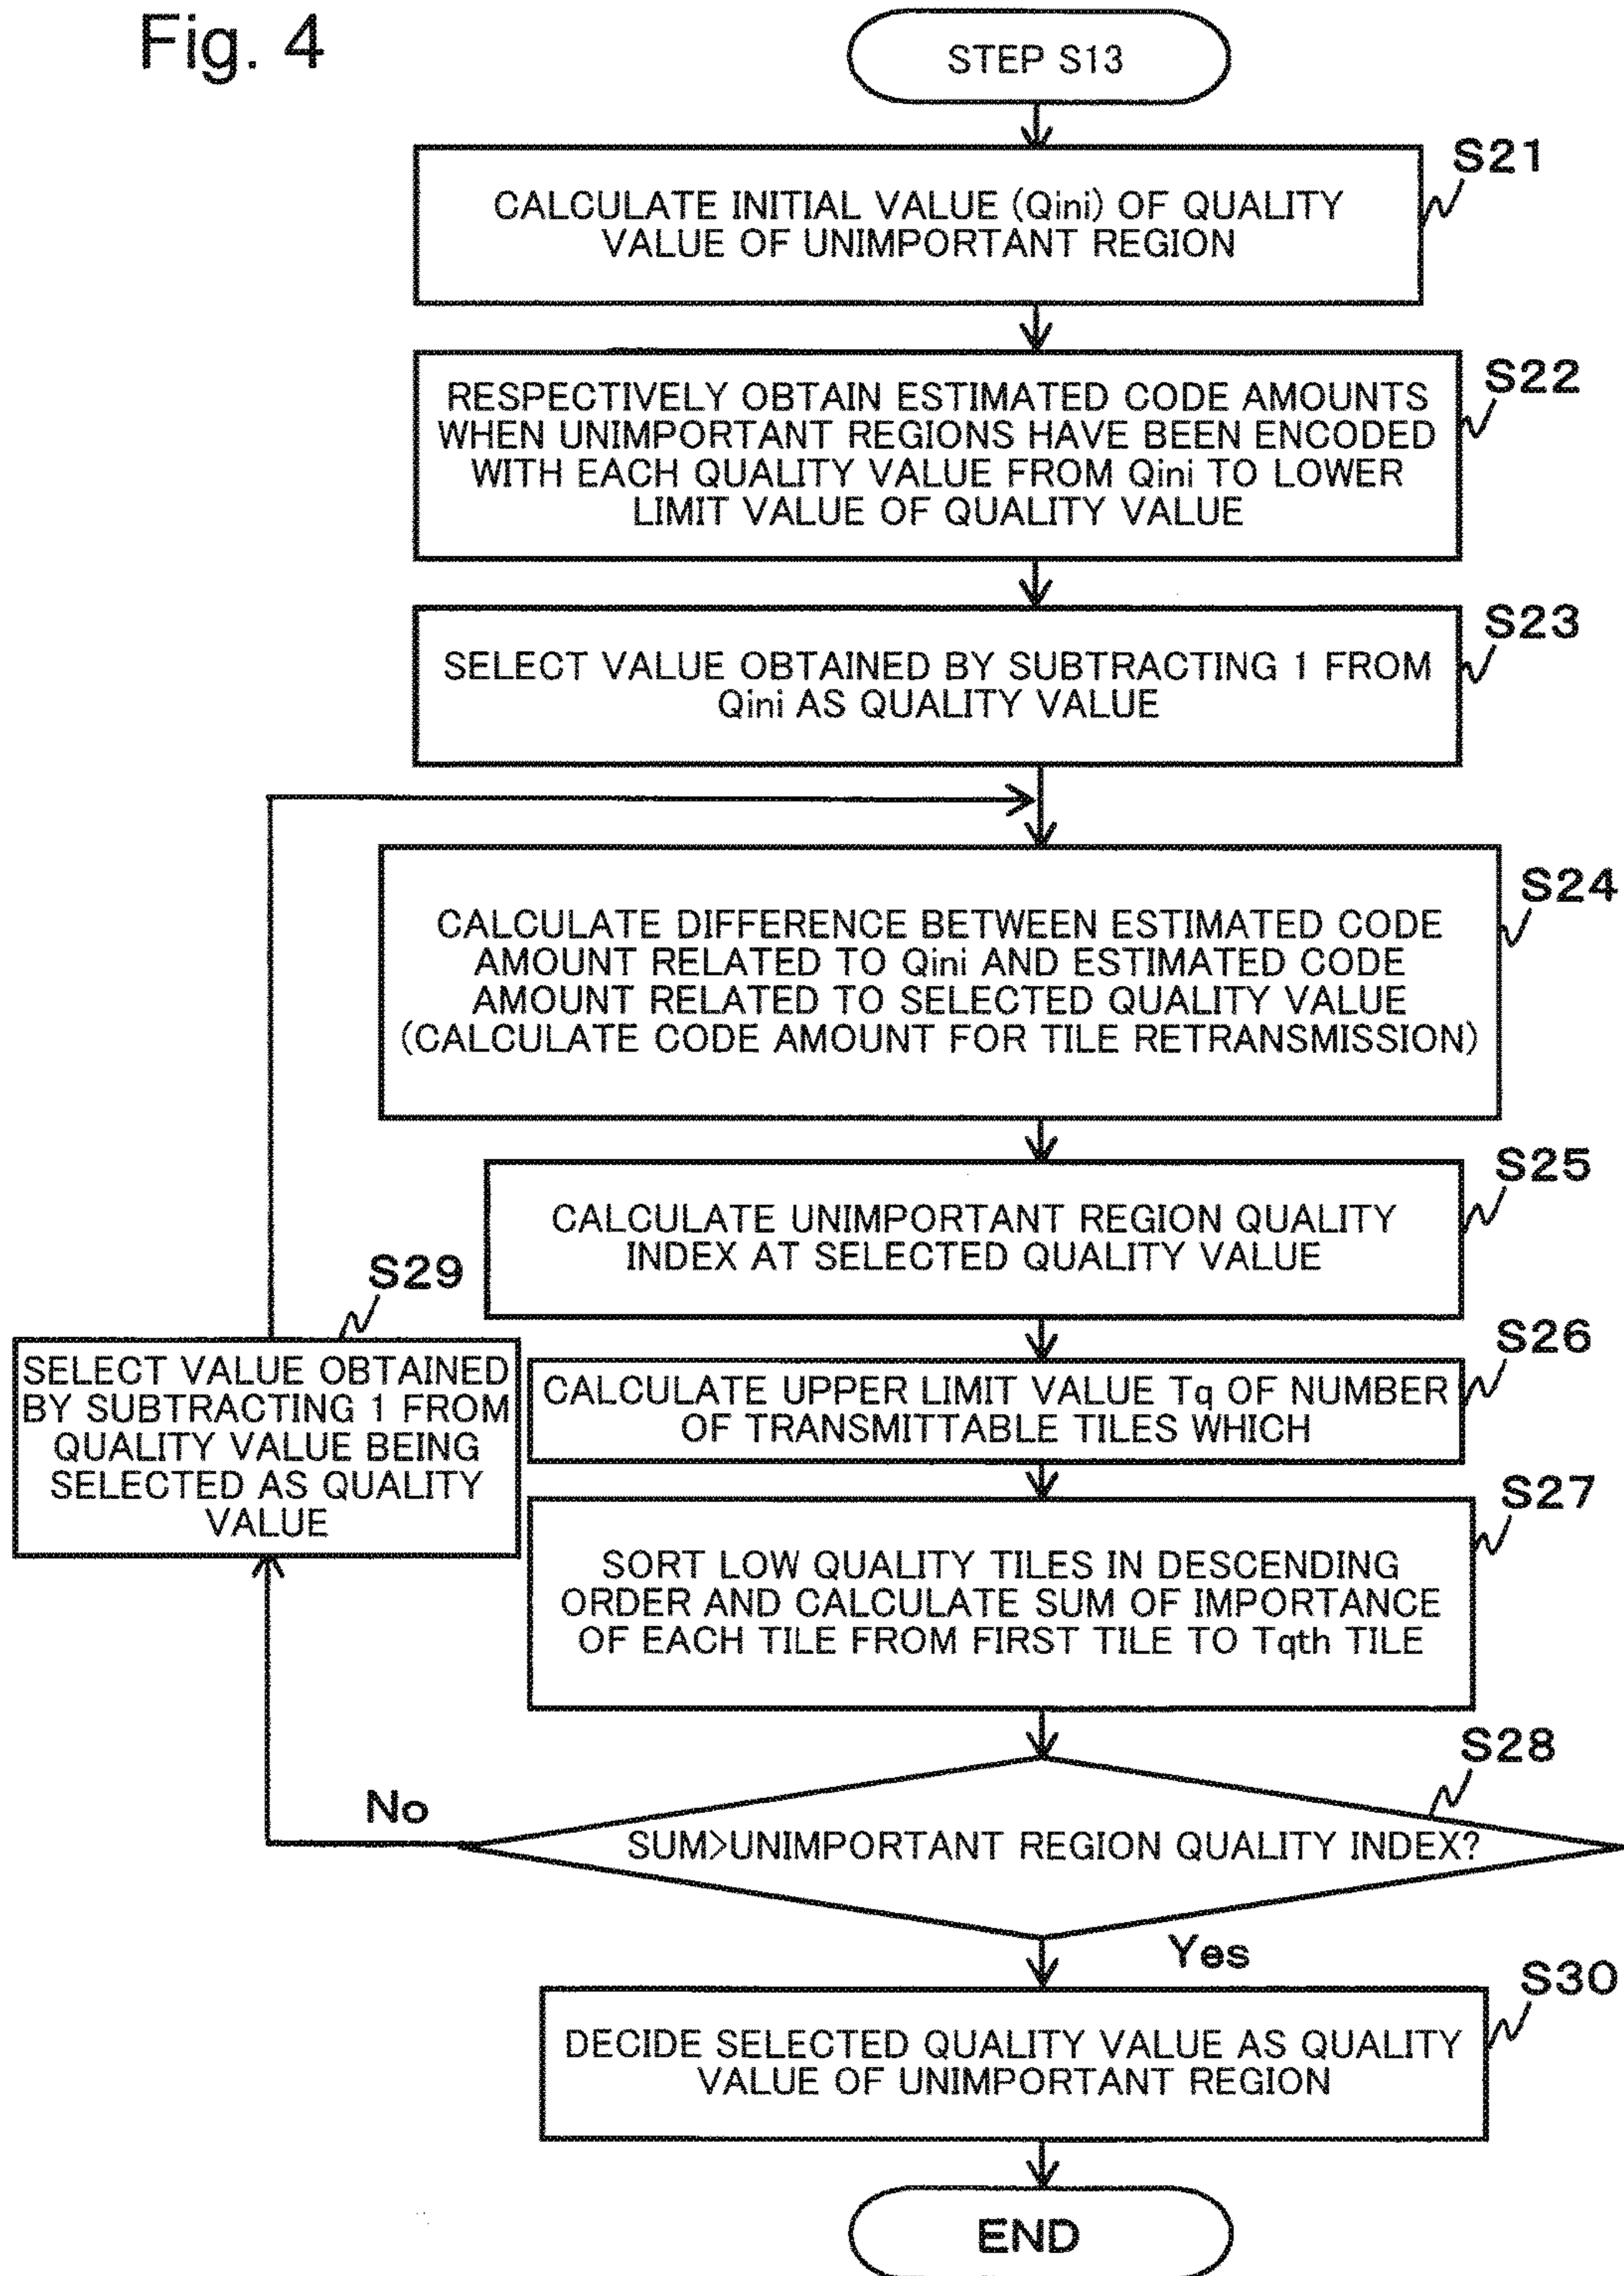 Fig. 4
STEP S13
S21
CALCULATE INITIAL VALUE (Qini) OF QUALITY
VALUE OF UNIMPORTANT REGION
S22
RESPECTIVELY OBTAIN ESTIMATED CODE AMOUNTS
WHEN UNIMPORTANT REGIONS HAVE BEEN ENCODED
WITH EACH QUALITY VALUE FROM Qini TO LOWER
LIMIT VALUE OF QUALITY VALUE
S23
SELECT VALUE OBTAINED BY SUBTRACTING 1 FROM
Qini AS QUALITY VALUE
S24
CALCULATE DIFFERENCE BETWEEN ESTIMATED CODE
AMOUNT RELATED TO Qini AND ESTIMATED CODE
AMOUNT RELATED TO SELECTED QUALITY VALUE
(CALCULATE CODE AMOUNT FOR TILE RETRANSMISSION)
S25
CALCULATE UNIMPORTANT REGION QUALITY
INDEX AT SELECTED QUALITY VALUE
S26
CALCULATE UPPER LIMIT VALUE Tq OF NUMBER
OF TRANSMITTABLE TILES WHICH
S27
SORT LOW QUALITY TILES IN DESCENDING
ORDER AND CALCULATE SUM OF IMPORTANCE
OF EACH TILE FROM FIRST TILE TO Tqth TILE
S28
SUM>UNIMPORTANT REGION QUALITY INDEX?
No
S29
SELECT VALUE OBTAINED
BY SUBTRACTING 1 FROM
QUALITY VALUE BEING
SELECTED AS QUALITY
VALUE
Yes
S30
DECIDE SELECTED QUALITY VALUE AS QUALITY
VALUE OF UNIMPORTANT REGION
END